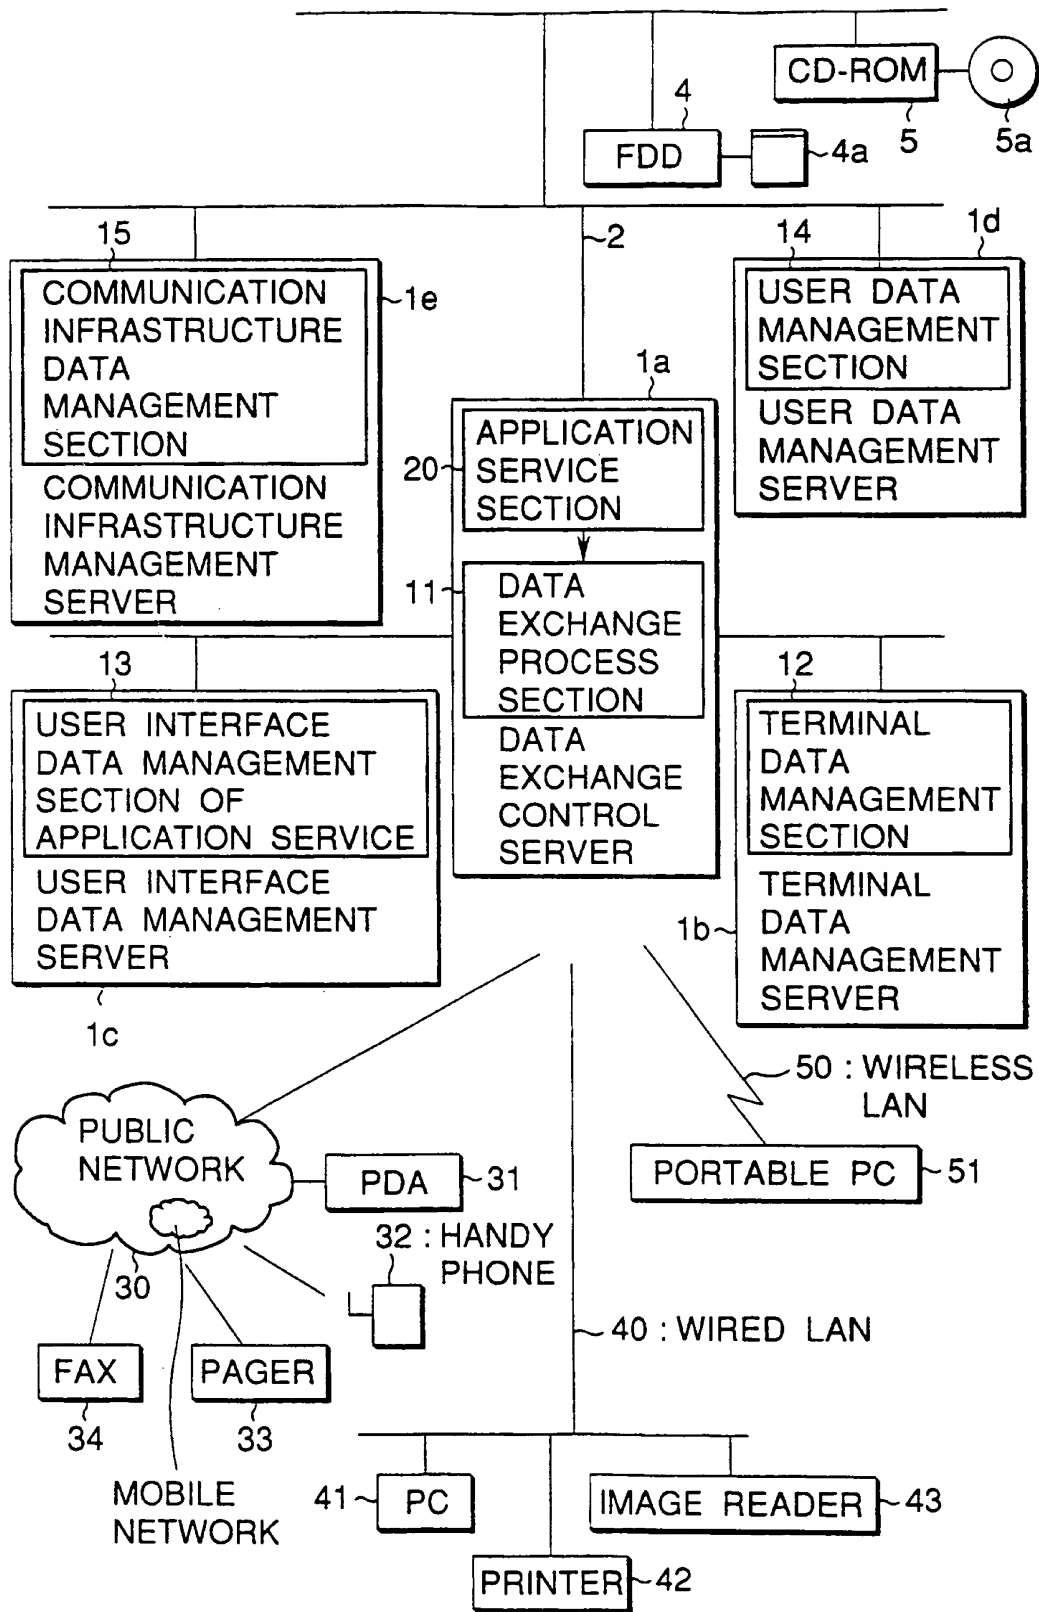 CD-ROM
5
5a
4
FDD
4a
2
15
COMMUNICATION
INFRASTRUCTURE
DATA
MANAGEMENT
SECTION
COMMUNICATION
INFRASTRUCTURE
MANAGEMENT
SERVER
1e
14
1d
USER DATA
MANAGEMENT
SECTION
USER DATA
MANAGEMENT
SERVER
1a
20
APPLICATION
SERVICE
SECTION
11
DATA
EXCHANGE
PROCESS
SECTION
DATA
EXCHANGE
CONTROL
SERVER
13
USER INTERFACE
DATA MANAGEMENT
SECTION OF
APPLICATION SERVICE
USER INTERFACE
DATA MANAGEMENT
SERVER
1c
12
TERMINAL
DATA
MANAGEMENT
SECTION
1b
TERMINAL
DATA
MANAGEMENT
SERVER
50 : WIRELESS
LAN
PORTABLE PC
51
PUBLIC
NETWORK
PDA
31
30
32 : HANDY
PHONE
40 : WIRED LAN
FAX
34
PAGER
33
MOBILE
NETWORK
41
PC
IMAGE READER
43
PRINTER
42